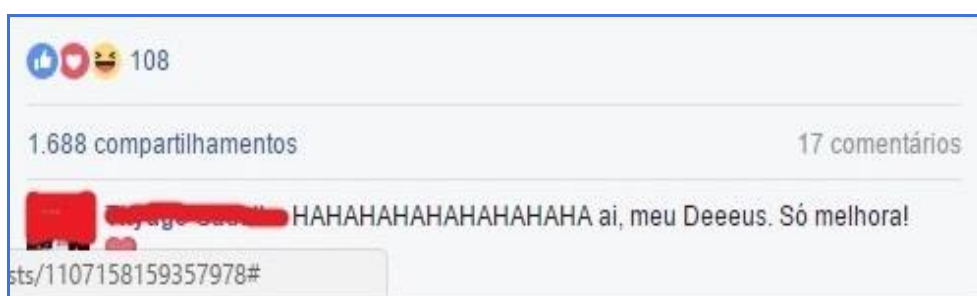 108
1.688 compartilhamentos 17 comentários
HAHAHAHAHAHAHAHAHA ai, meu Deeeus. Só melhora!
sts/1107158159357978#